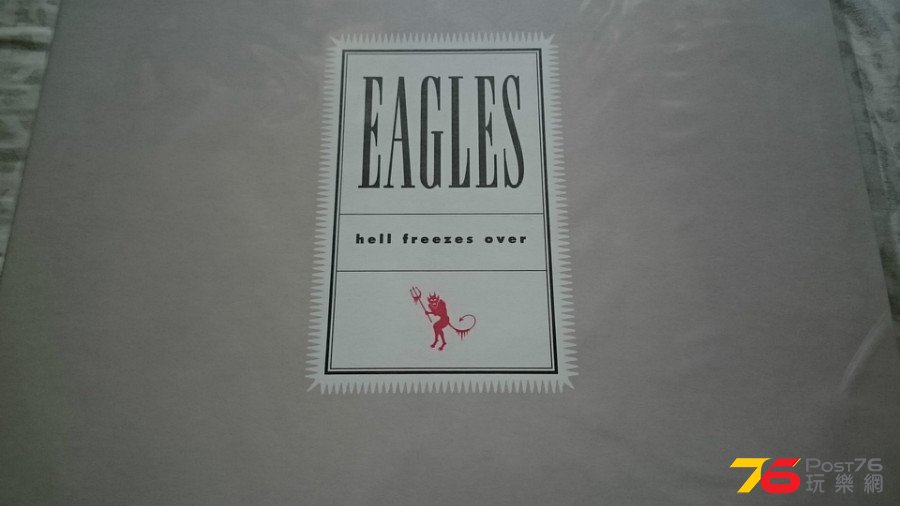 EAGLES
hell freezes over
76 Post76
玩樂網